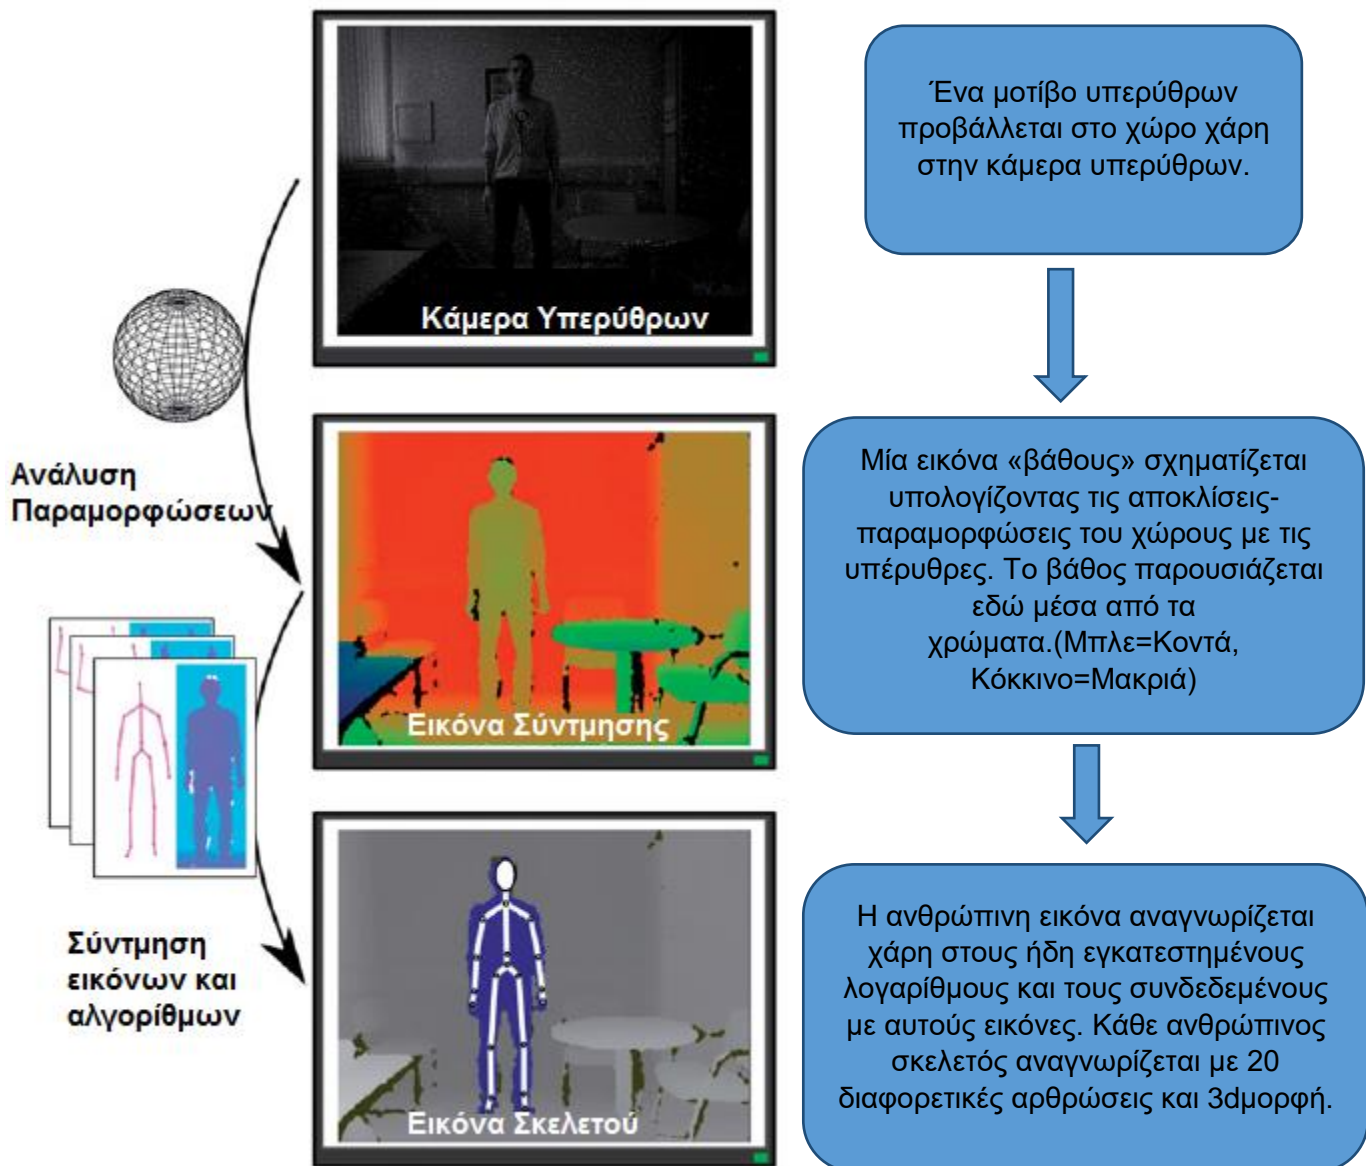 Κάμερα Υπερύθρων
Ένα μοτίβο υπερύθρων
προβάλλεται στο χώρο χάρη
στην κάμερα υπερύθρων.
Ανάλυση
Παραμορφώσεων
Εικόνα Σύντμησης
Μία εικόνα «βάθους» σχηματίζεται
υπολογίζοντας τις αποκλίσεις-
παραμορφώσεις του χώρους με τις
υπέρυθρες. Το βάθος παρουσιάζεται
εδώ μέσα από τα
χρώματα.(Μπλε=Κοντά,
Κόκκινο=Μακριά)
Σύντμηση
εικόνων και
αλγορίθμων
Εικόνα Σκελετού
Η ανθρώπινη εικόνα αναγνωρίζεται
χάρη στους ήδη εγκατεστημένους
λογαρίθμους και τους συνδεδεμένους
με αυτούς εικόνες. Κάθε ανθρώπινος
σκελετός αναγνωρίζεται με 20
διαφορετικές αρθρώσεις και 3dμορφή.